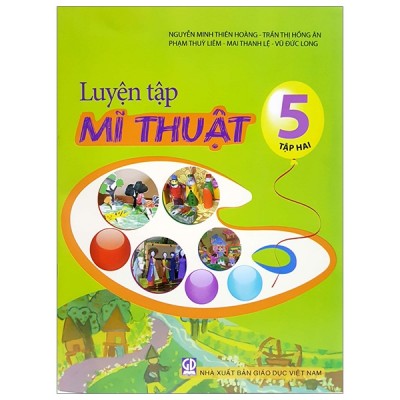 NGUYỄN MINH THIÊN HOÀNG - TRẦN THỊ HỒNG ÂN
PHẠM THUỲ LIÊM - MAI THANH LỆ - VŨ ĐỨC LONG
Luyện tập
MĨ THUẬT
5
TẬP HAI
GD
NHÀ XUẤT BẢN GIÁO DỤC VIỆT NAM